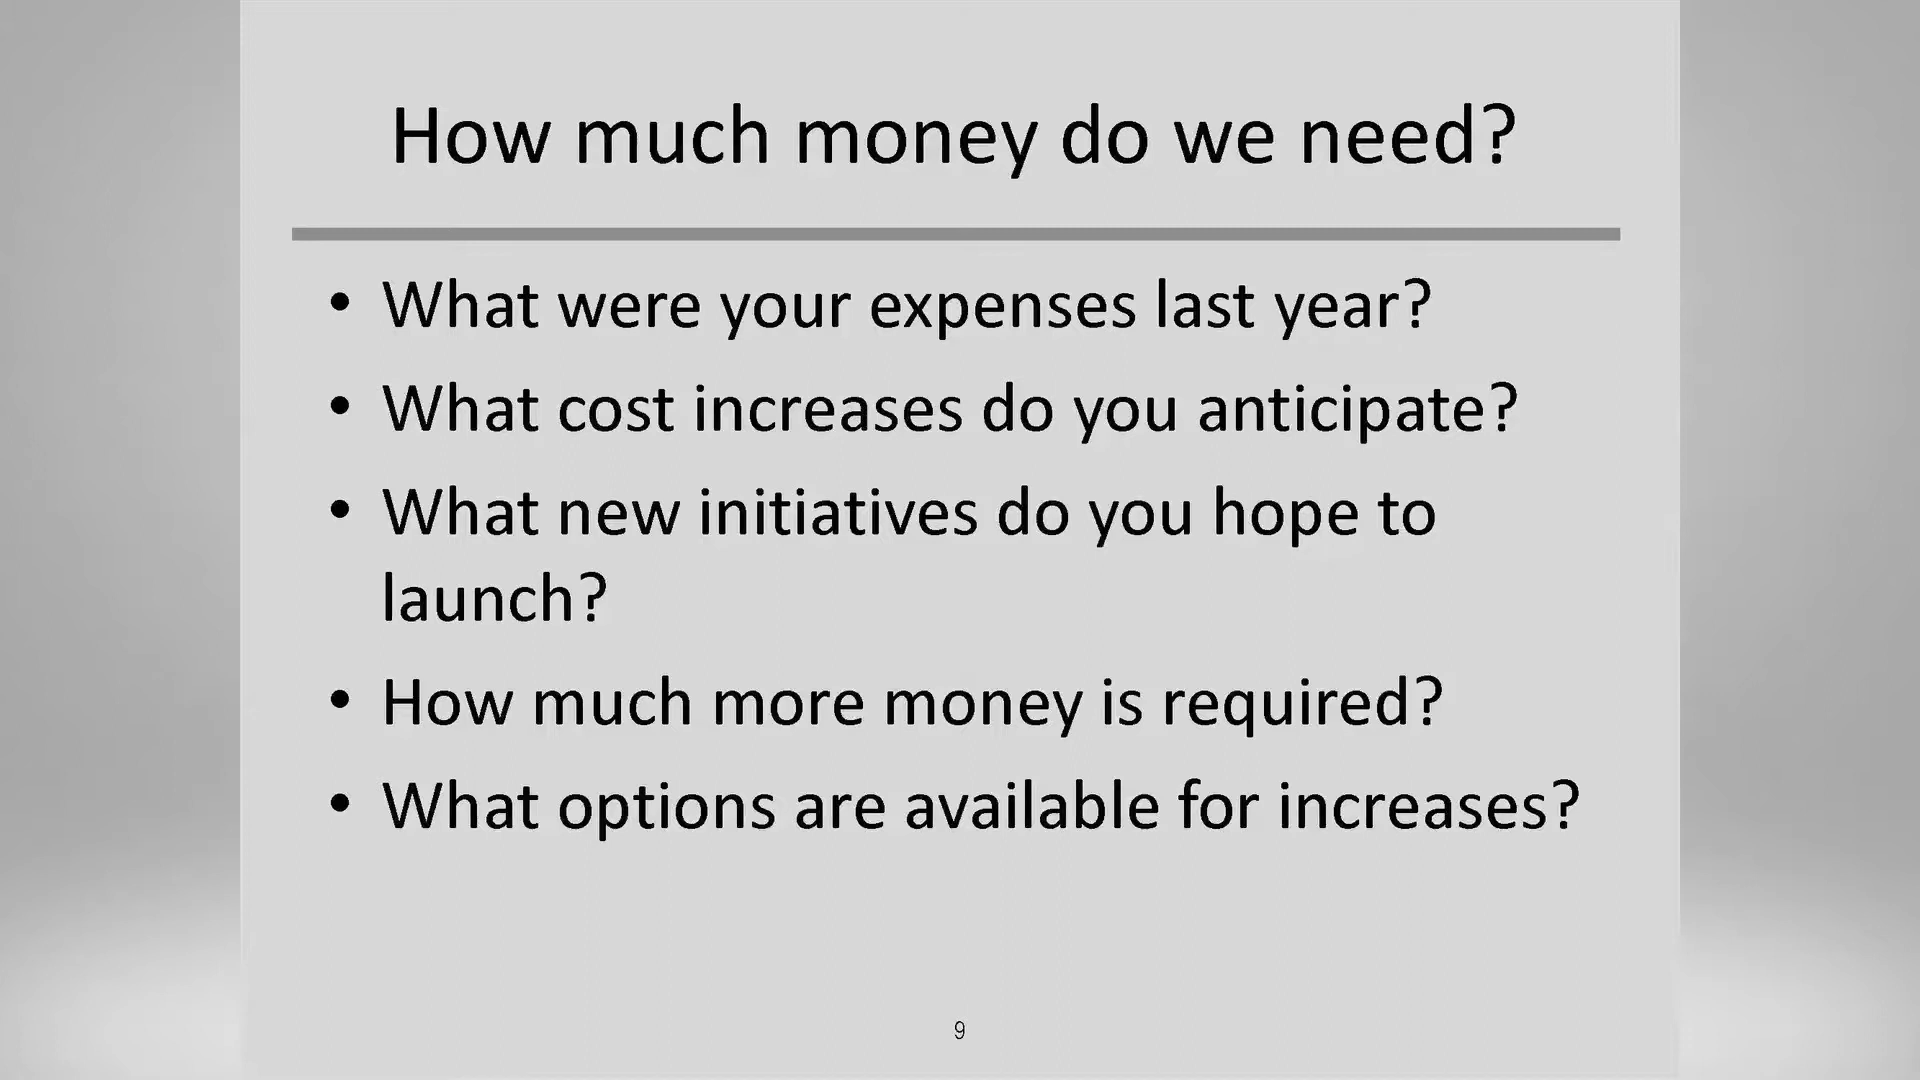 How much money do we need?
• What were your expenses last year?
• What cost increases do you anticipate?
• What new initiatives do you hope to
launch?
• How much more money is required?
• What options are available for increases?
9